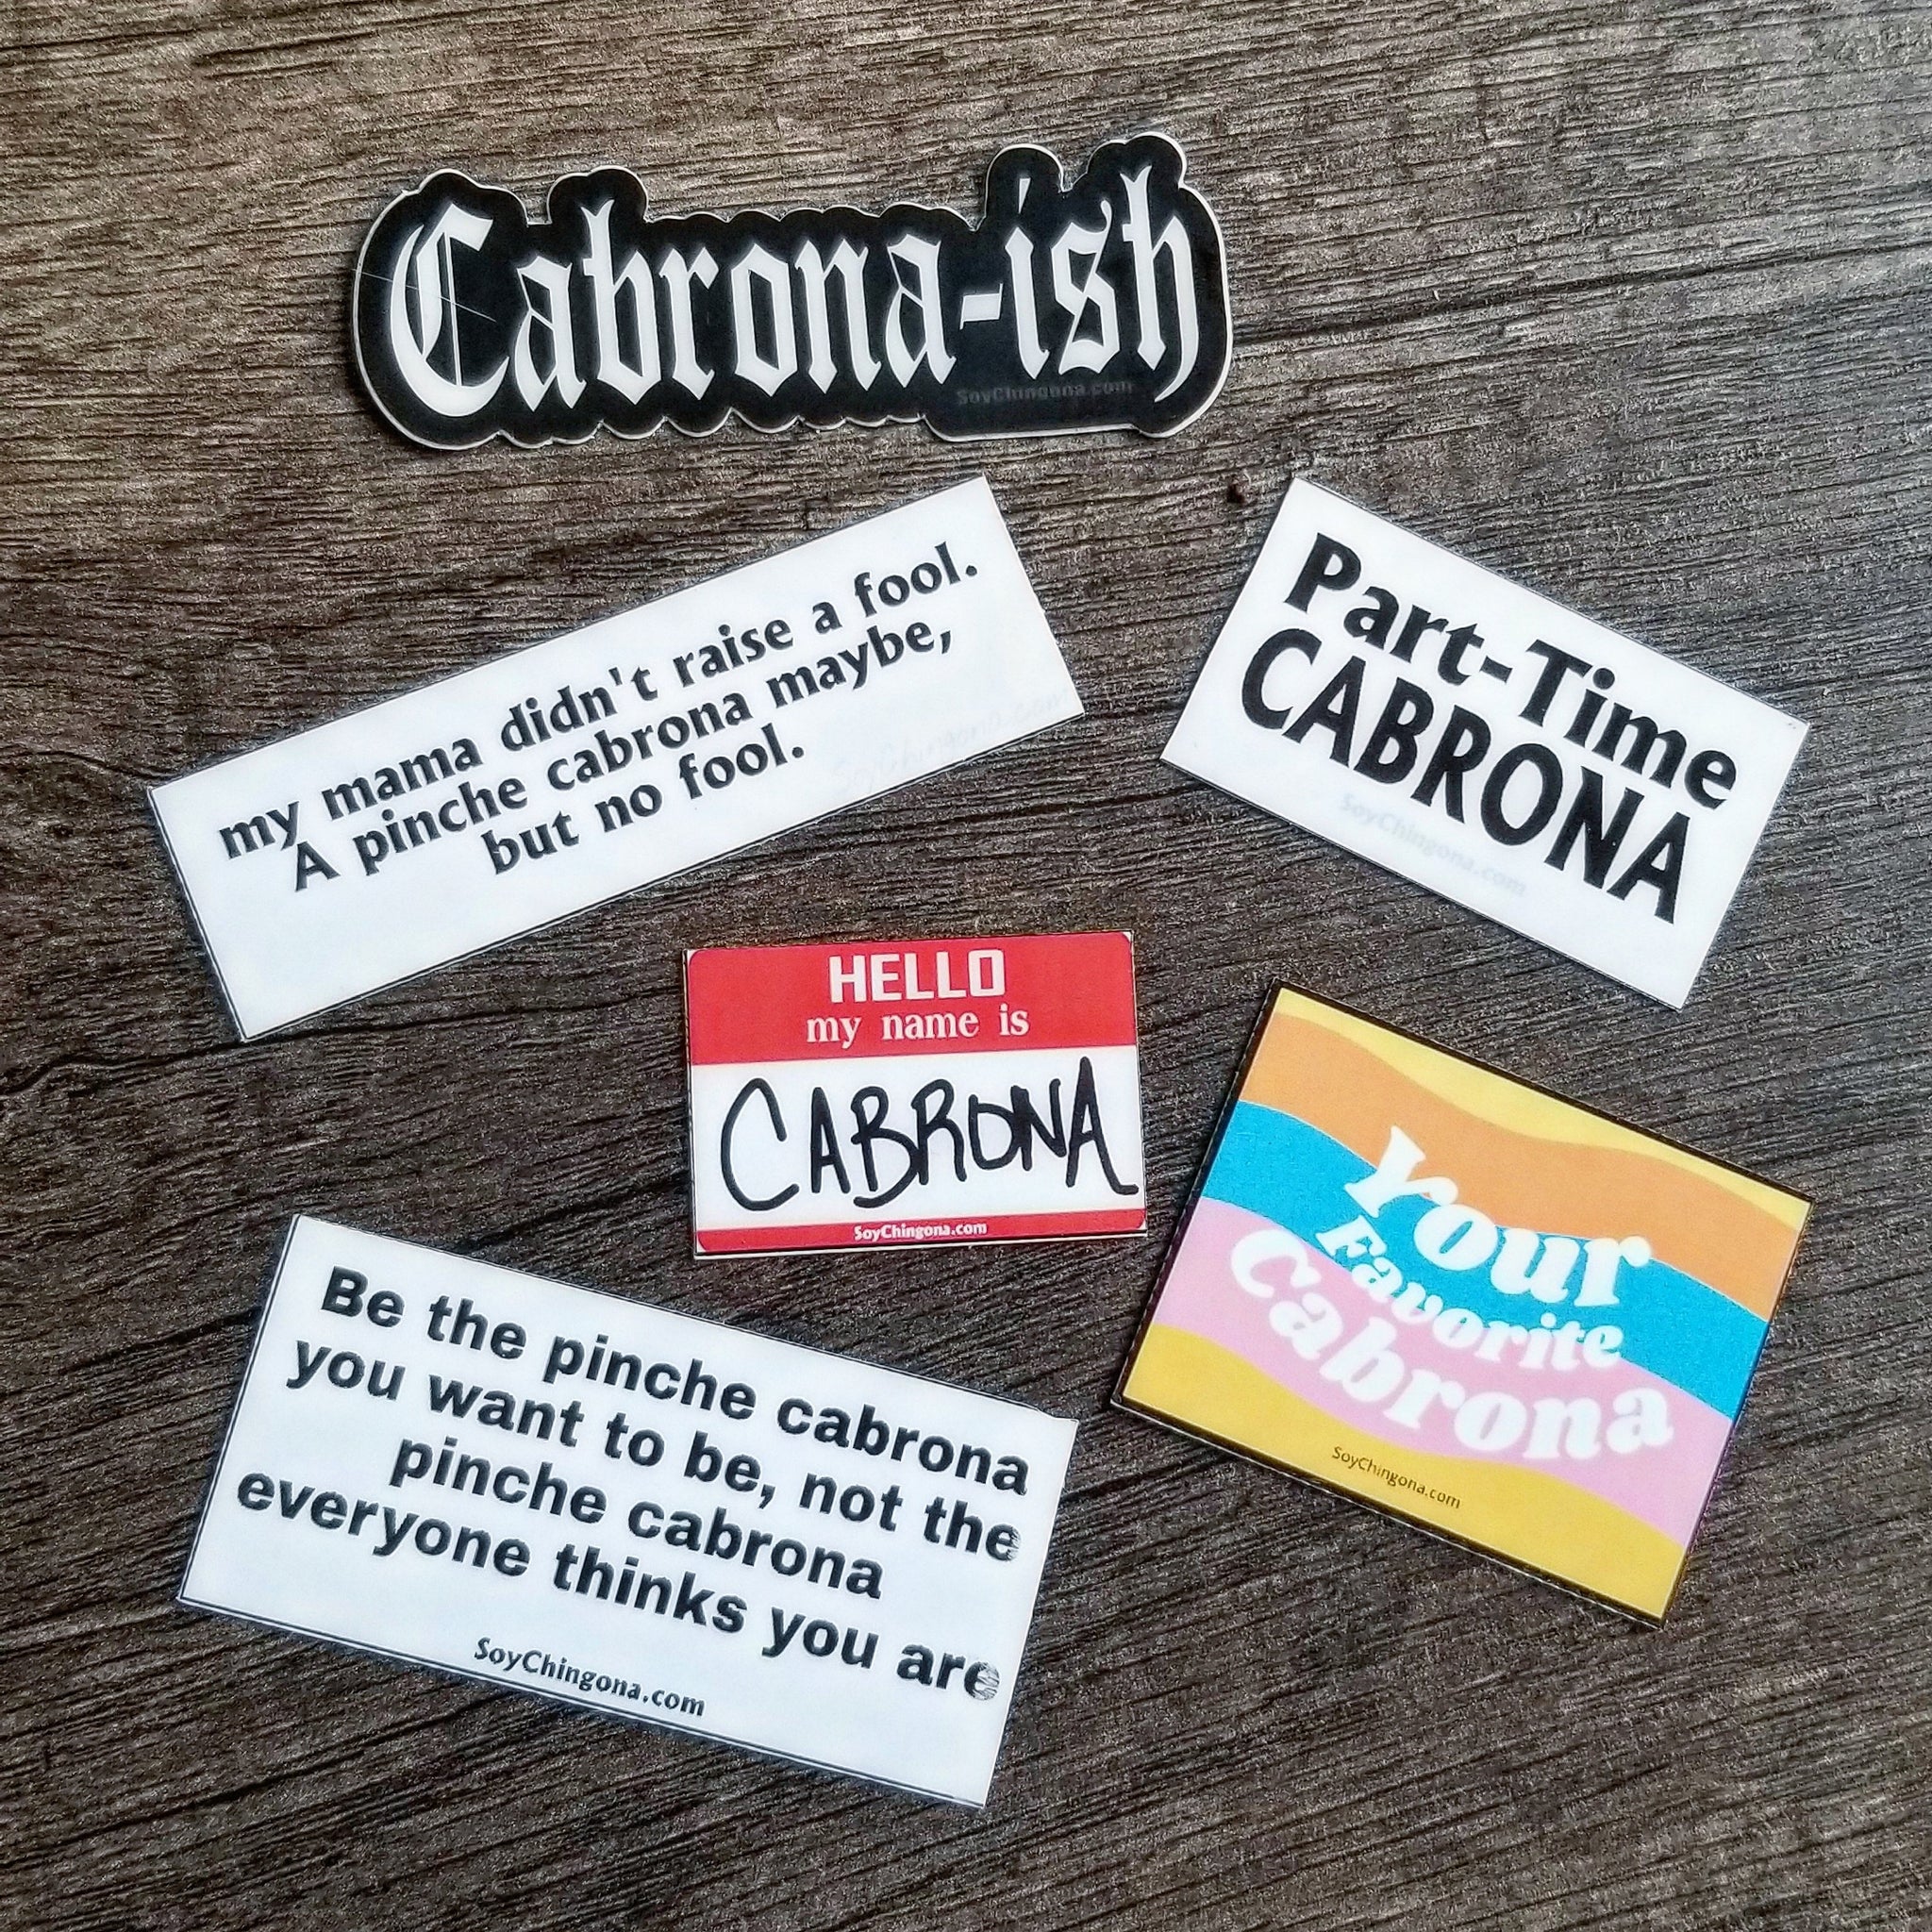 Cabrona-ish
SoyChingona.com
my mama didn't raise a fool.
A pinche cabrona maybe,
but no fool.
SoyChingona.com
Part-Time
CABRONA
SoyChingona.com
HELLO
my name is
CABRONA
SoyChingona.com
Your
Favorite
Cabrona
SoyChingona.com
Be the pinche cabrona
you want to be, not the
pinche cabrona
everyone thinks you are
SoyChingona.com